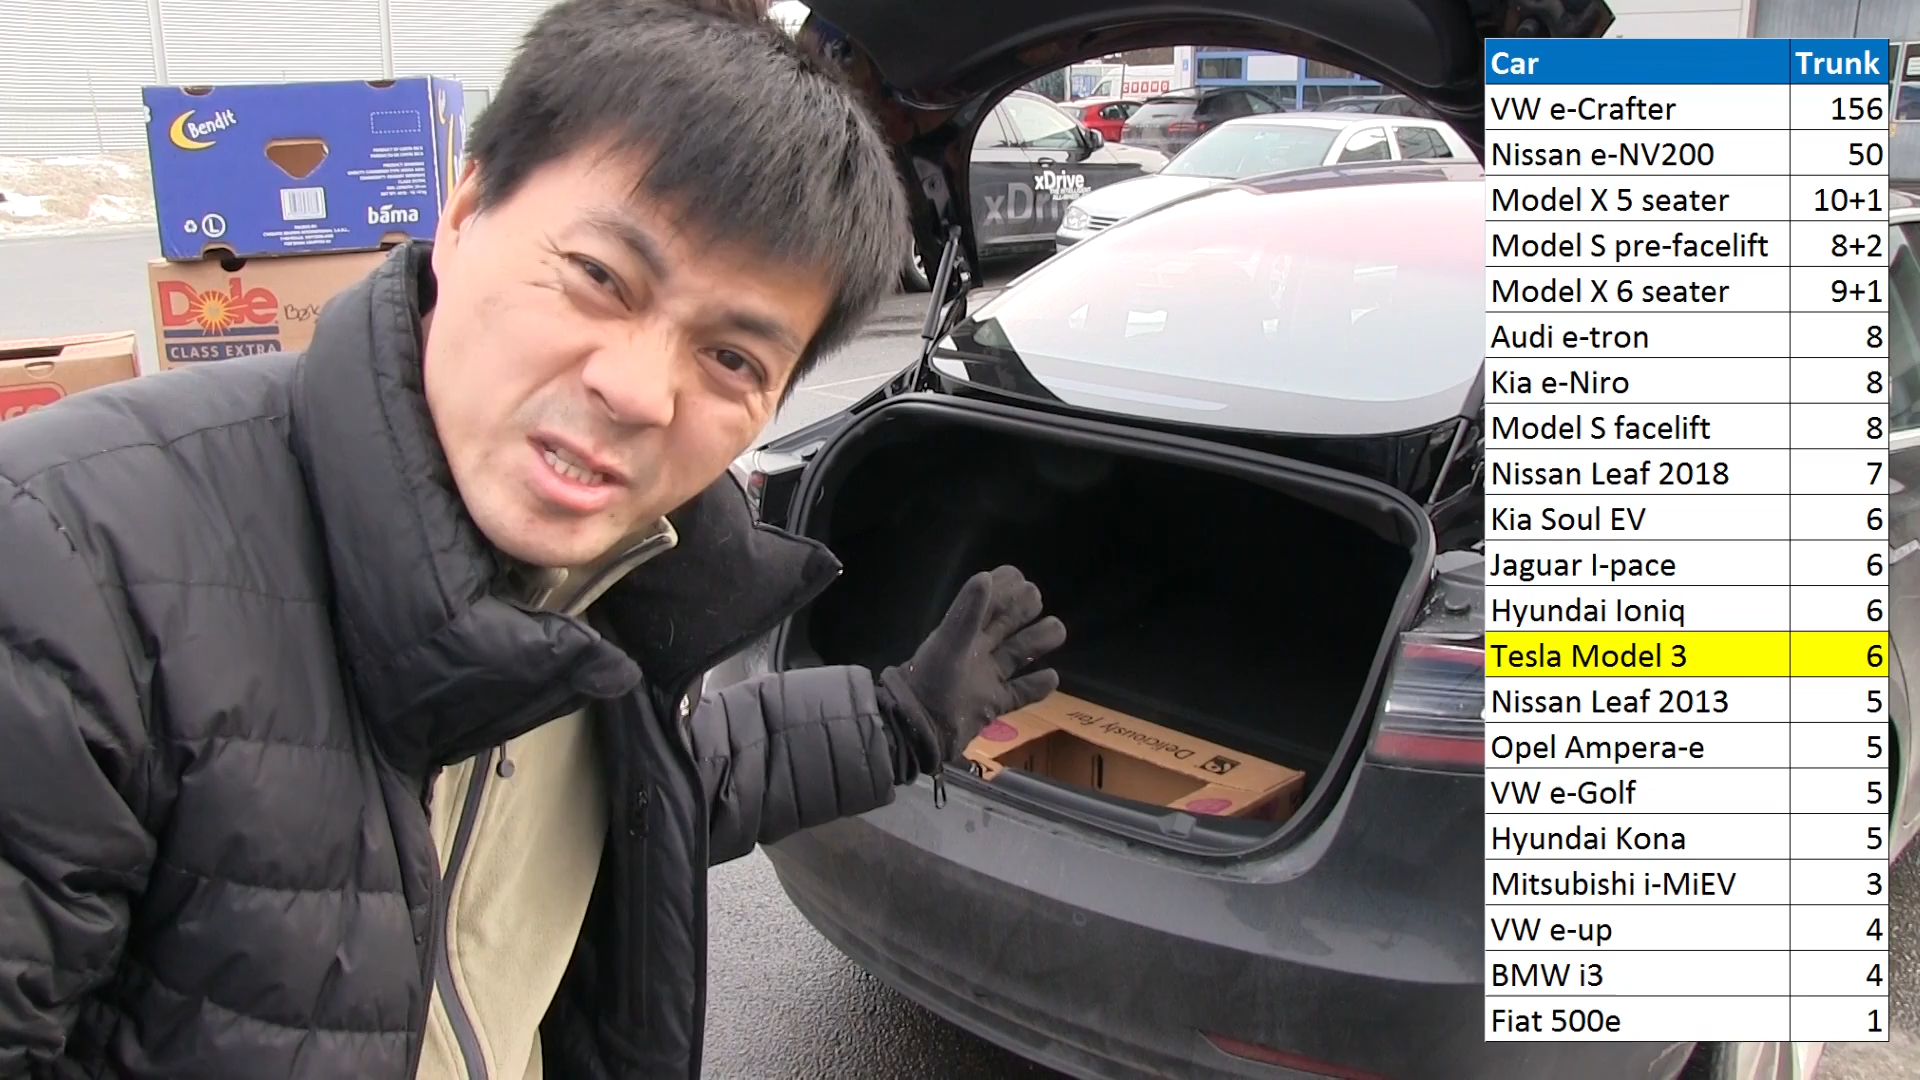 Bendit
bama
L
Dole
CLASS EXTRA
xDrive
xDri
Deliciously fair
Car Trunk
VW e-Crafter 156
Nissan e-NV200 50
Model X 5 seater 10+1
Model S pre-facelift 8+2
Model X 6 seater 9+1
Audi e-tron 8
Kia e-Niro 8
Model S facelift 8
Nissan Leaf 2018 7
Kia Soul EV 6
Jaguar I-pace 6
Hyundai Ioniq 6
Tesla Model 3 6
Nissan Leaf 2013 5
Opel Ampera-e 5
VW e-Golf 5
Hyundai Kona 5
Mitsubishi i-MiEV 3
VW e-up 4
BMW i3 4
Fiat 500e 1